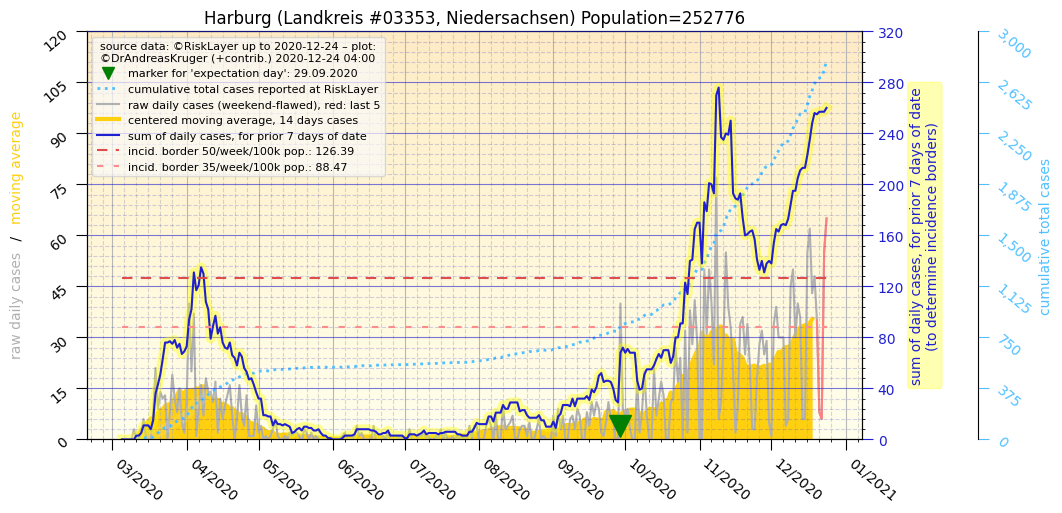 Harburg (Landkreis #03353, Niedersachsen) Population=252776
source data: ©RiskLayer up to 2020-12-24 – plot:
©DrAndreasKruger (+contrib.) 2020-12-24 04:00
marker for 'expectation day': 29.09.2020
cumulative total cases reported at RiskLayer
raw daily cases (weekend-flawed), red: last 5
centered moving average, 14 days cases
sum of daily cases, for prior 7 days of date
incid. border 50/week/100k pop.: 126.39
incid. border 35/week/100k pop.: 88.47
raw daily cases / moving average
120
105
90
75
60
45
30
15
0
03/2020
04/2020
05/2020
06/2020
07/2020
08/2020
09/2020
10/2020
11/2020
12/2020
01/2021
320
280
240
200
160
120
80
40
0
sum of daily cases, for prior 7 days of date
(to determine incidence borders)
3,000
2,625
2,250
1,875
1,500
1,125
750
375
0
cumulative total cases